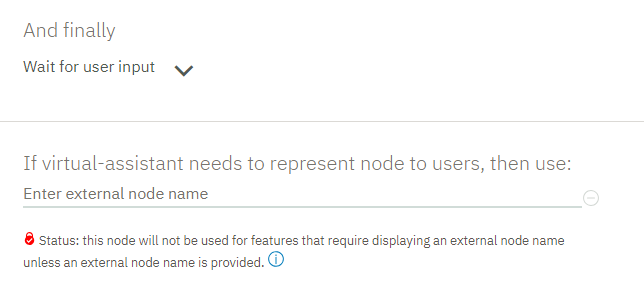 And finally
Wait for user input
If virtual-assistant needs to represent node to users, then use:
Enter external node name
Status: this node will not be used for features that require displaying an external node name
unless an external node name is provided.